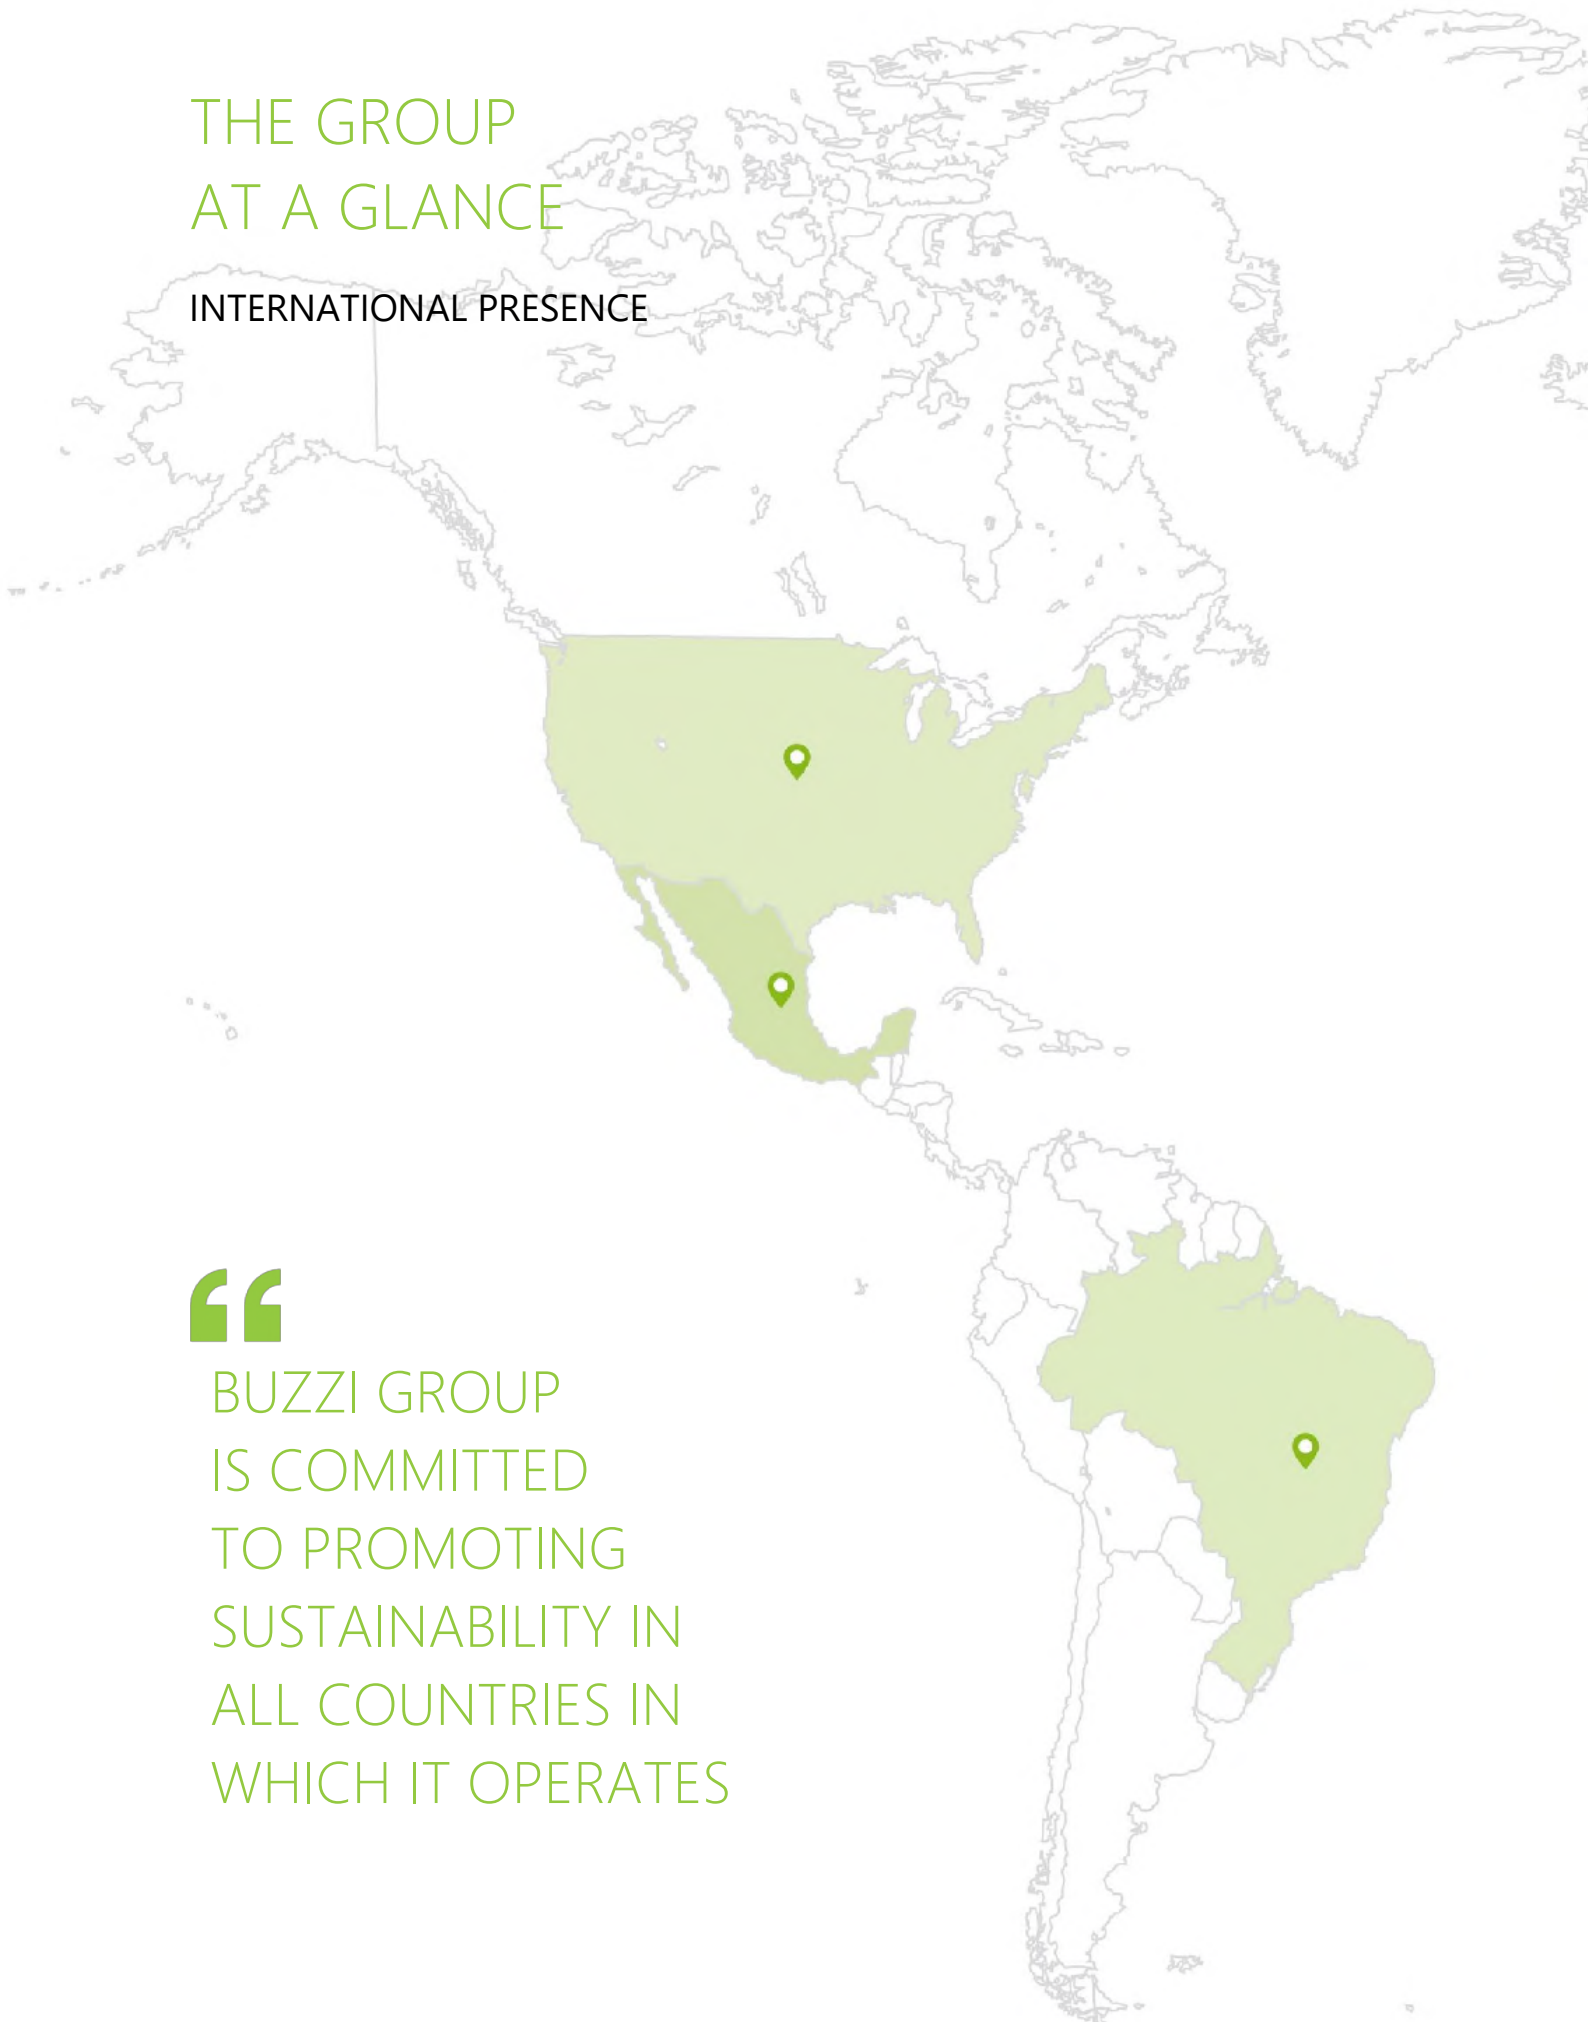 THE GROUP
AT A GLANCE
INTERNATIONAL PRESENCE
“
BUZZI GROUP
IS COMMITTED
TO PROMOTING
SUSTAINABILITY IN
ALL COUNTRIES IN
WHICH IT OPERATES